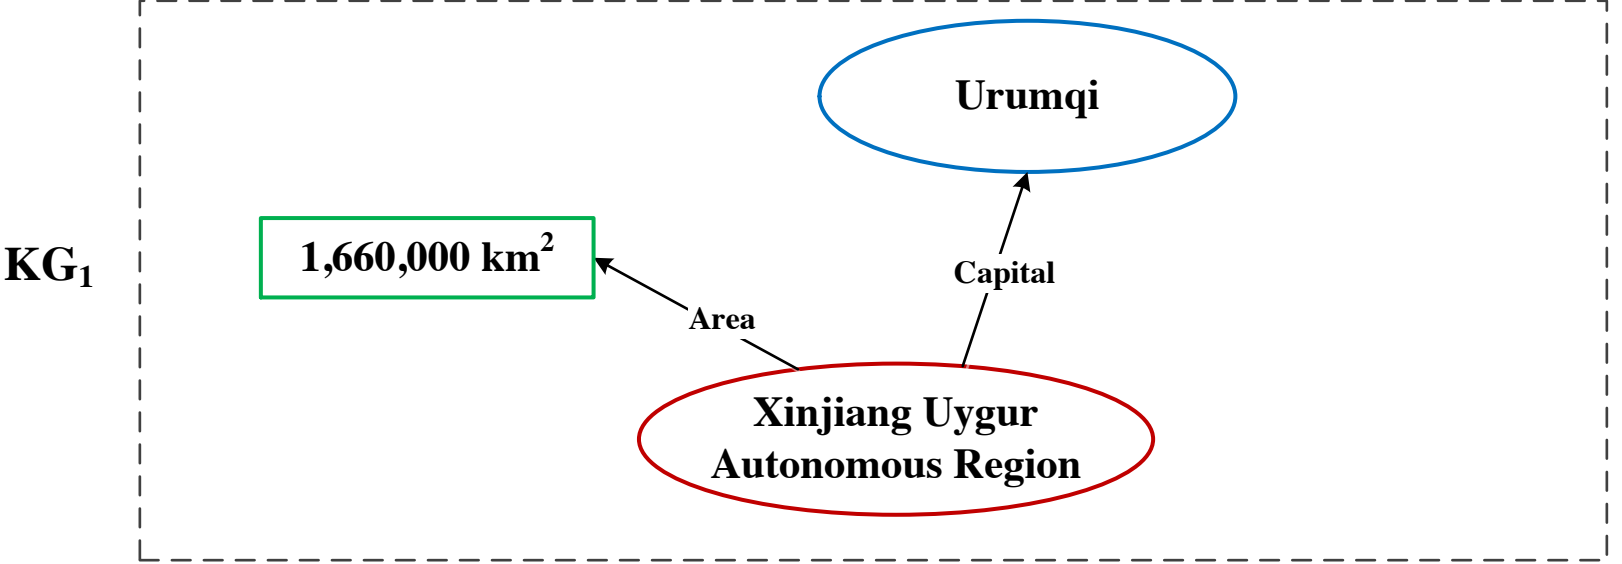 Urumqi
1,660,000 km²
KG₁
Capital
Area
Xinjiang Uygur
Autonomous Region